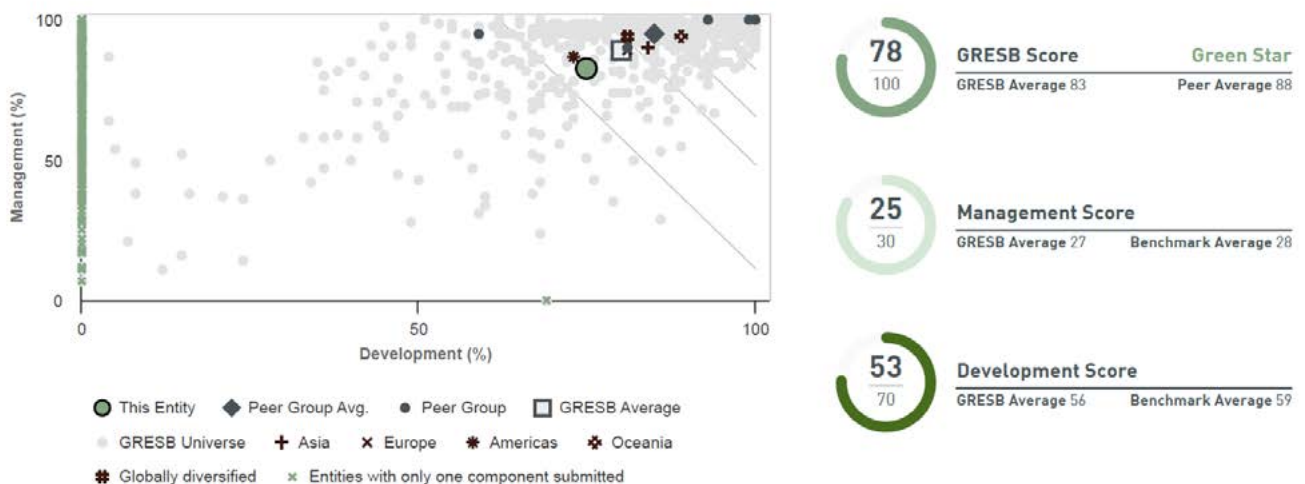 100
50
0
Management (%)
0
50
100
Development (%)
This Entity Peer Group Avg. Peer Group GRESB Average
GRESB Universe Asia Europe Americas Oceania
Globally diversified Entities with only one component submitted
78
100
GRESB Score Green Star
GRESB Average 83 Peer Average 88
25
30
Management Score
GRESB Average 27 Benchmark Average 28
53
70
Development Score
GRESB Average 56 Benchmark Average 59